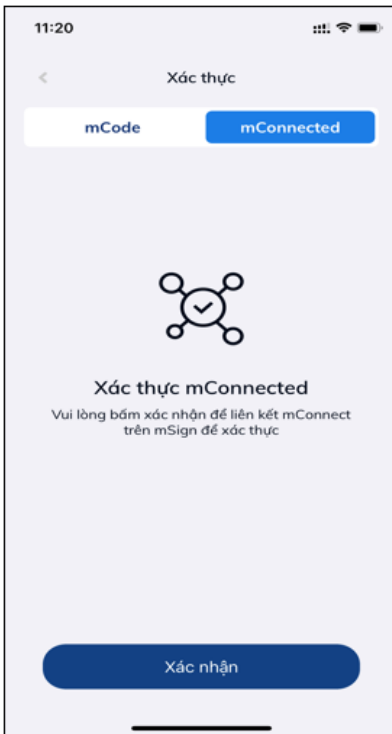 11:20
Xác thực
mCode
mConnected
Xác thực mConnected
Vui lòng bấm xác nhận để liên kết mConnect
trên mSign để xác thực
Xác nhận